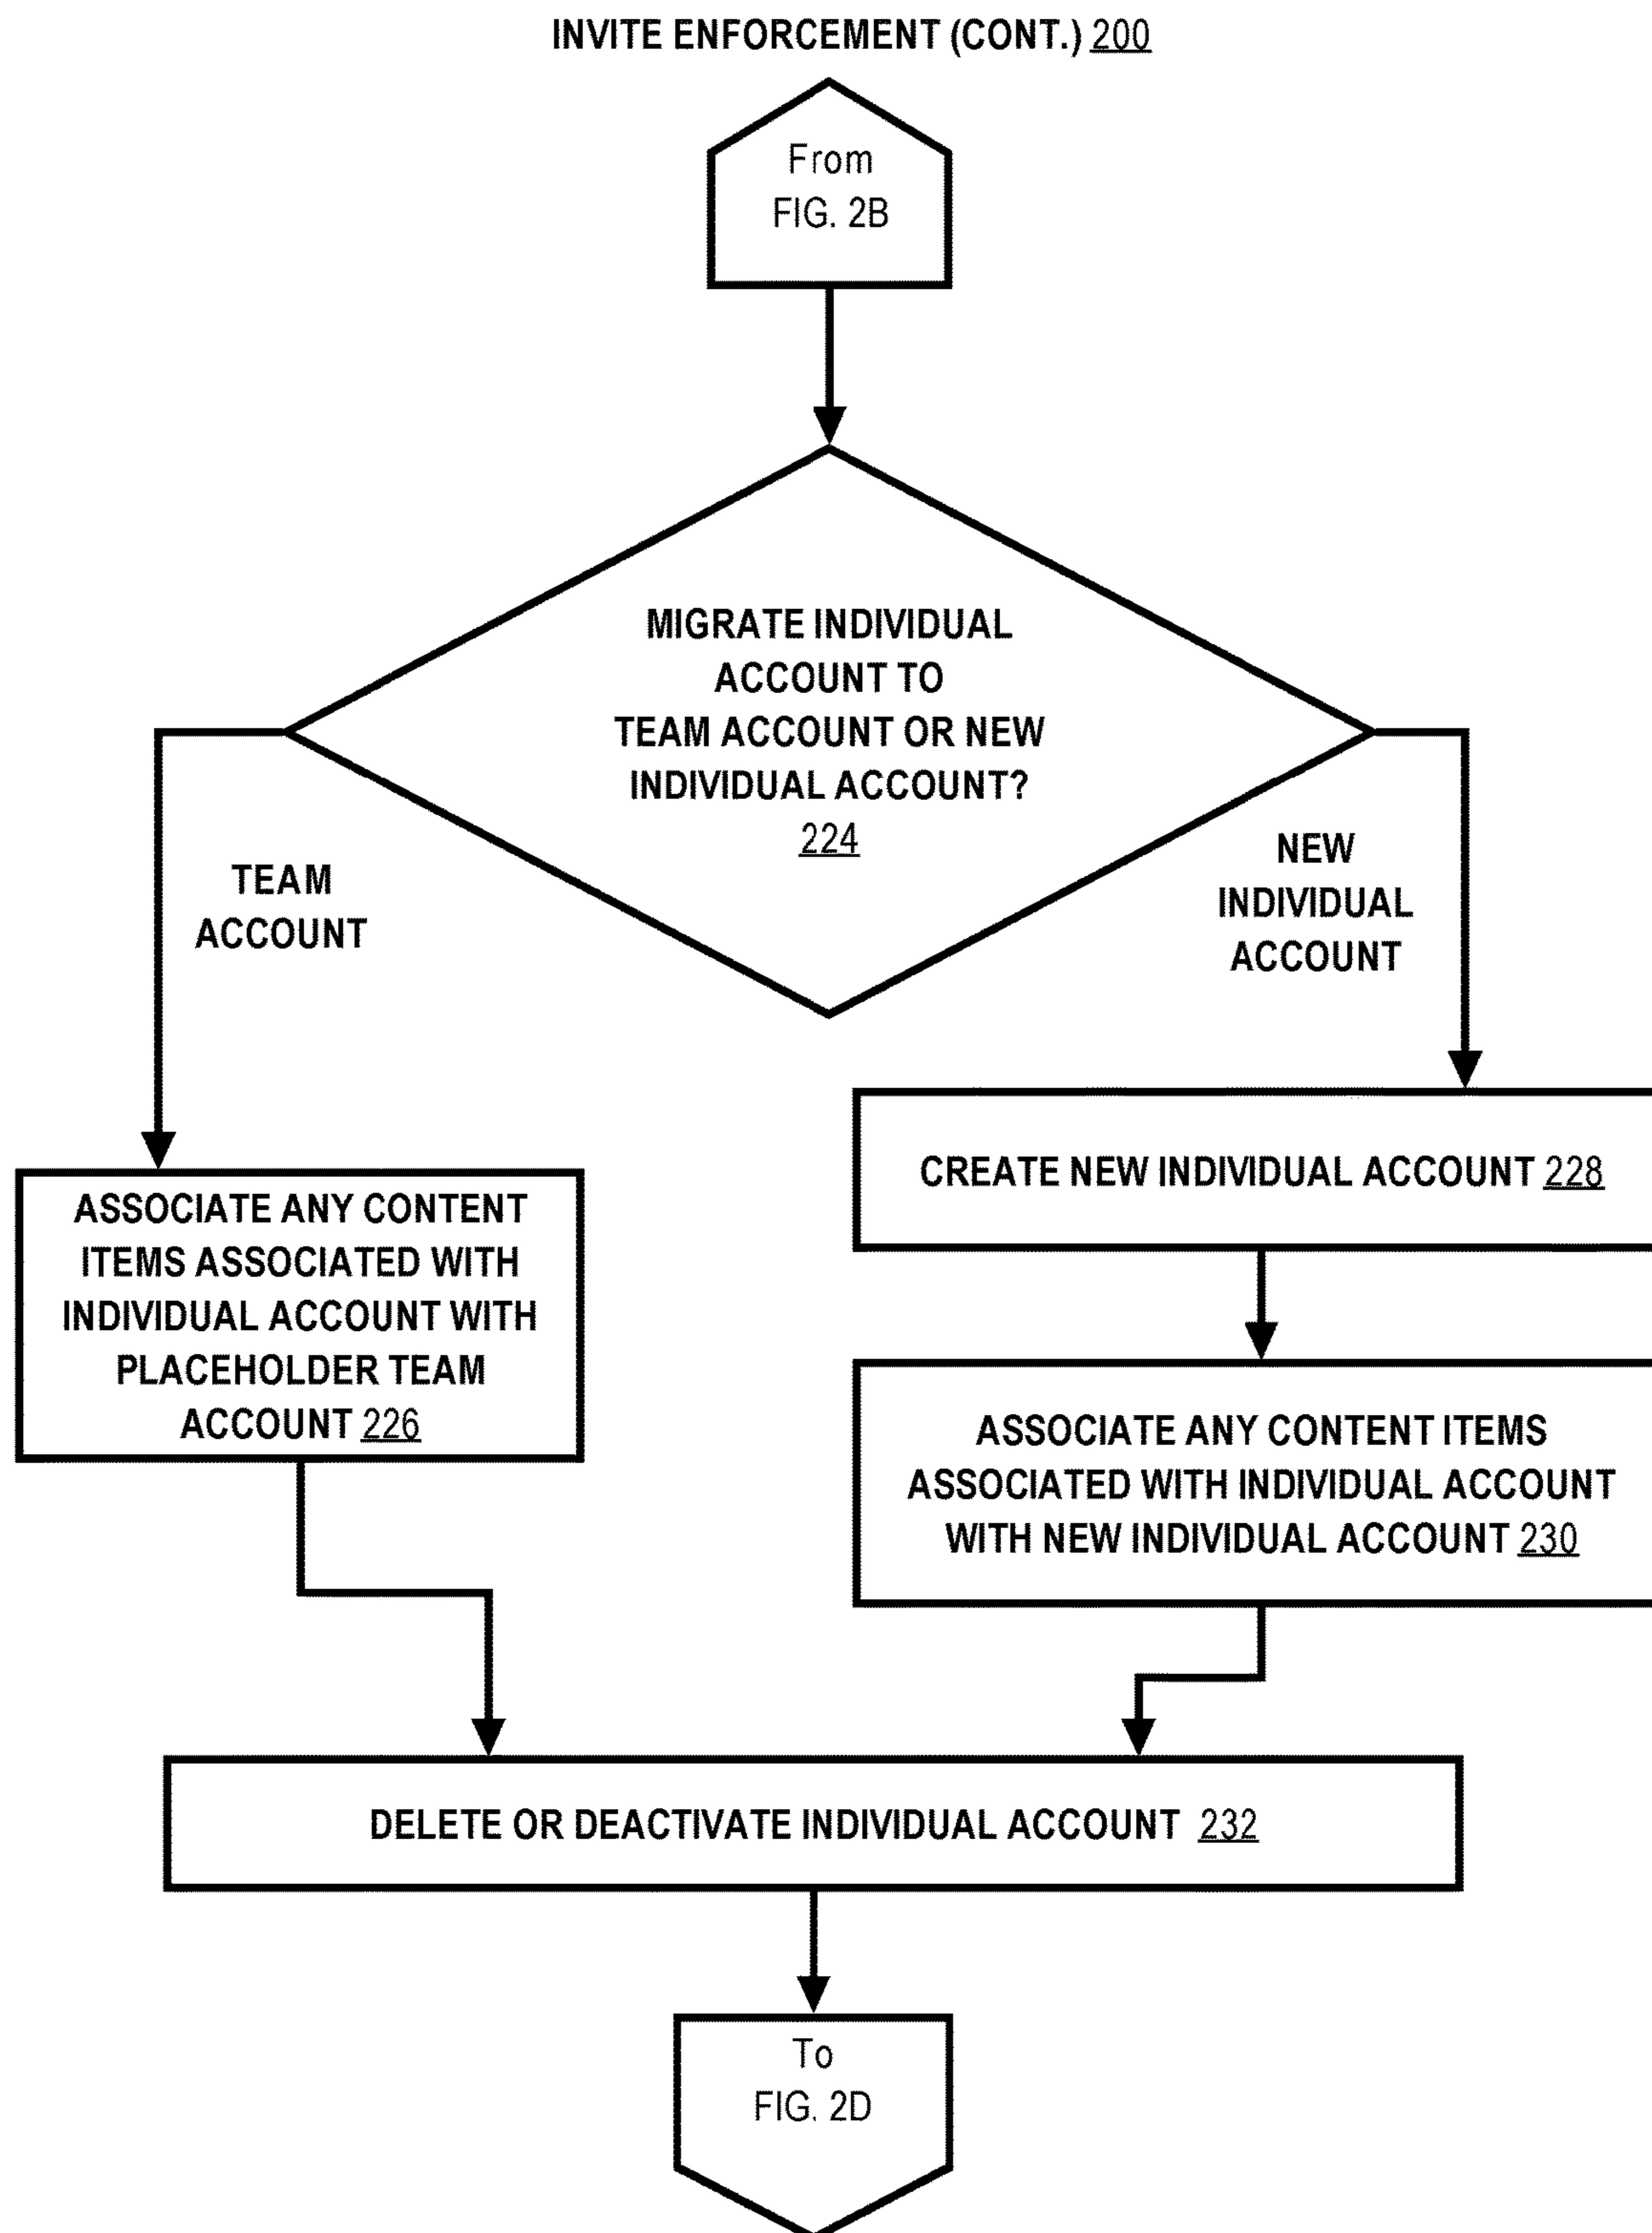 INVITE ENFORCEMENT (CONT.) 200
From
FIG. 2B
MIGRATE INDIVIDUAL
ACCOUNT TO
TEAM ACCOUNT OR NEW
INDIVIDUAL ACCOUNT?
224
TEAM
ACCOUNT
NEW
INDIVIDUAL
ACCOUNT
ASSOCIATE ANY CONTENT
ITEMS ASSOCIATED WITH
INDIVIDUAL ACCOUNT WITH
PLACEHOLDER TEAM
ACCOUNT 226
CREATE NEW INDIVIDUAL ACCOUNT 228
ASSOCIATE ANY CONTENT ITEMS
ASSOCIATED WITH INDIVIDUAL ACCOUNT
WITH NEW INDIVIDUAL ACCOUNT 230
DELETE OR DEACTIVATE INDIVIDUAL ACCOUNT 232
To
FIG. 2D